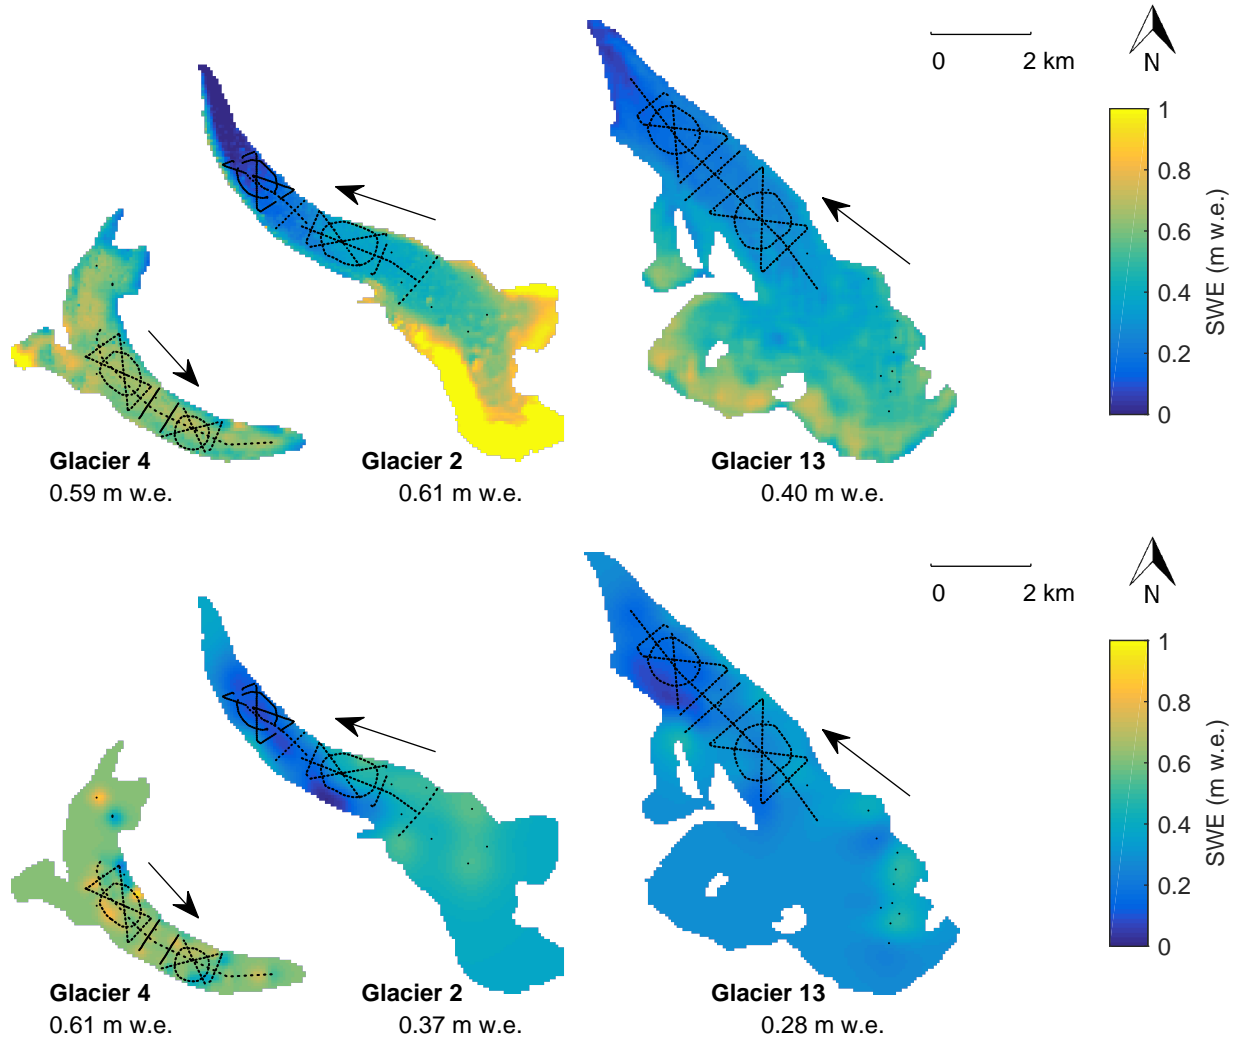 0 2 km
N
1
0.8
0.6
0.4
0.2
0
SWE (m w.e.)
Glacier 4
0.59 m w.e.
Glacier 2
0.61 m w.e.
Glacier 13
0.40 m w.e.
0 2 km
N
1
0.8
0.6
0.4
0.2
0
SWE (m w.e.)
Glacier 4
0.61 m w.e.
Glacier 2
0.37 m w.e.
Glacier 13
0.28 m w.e.